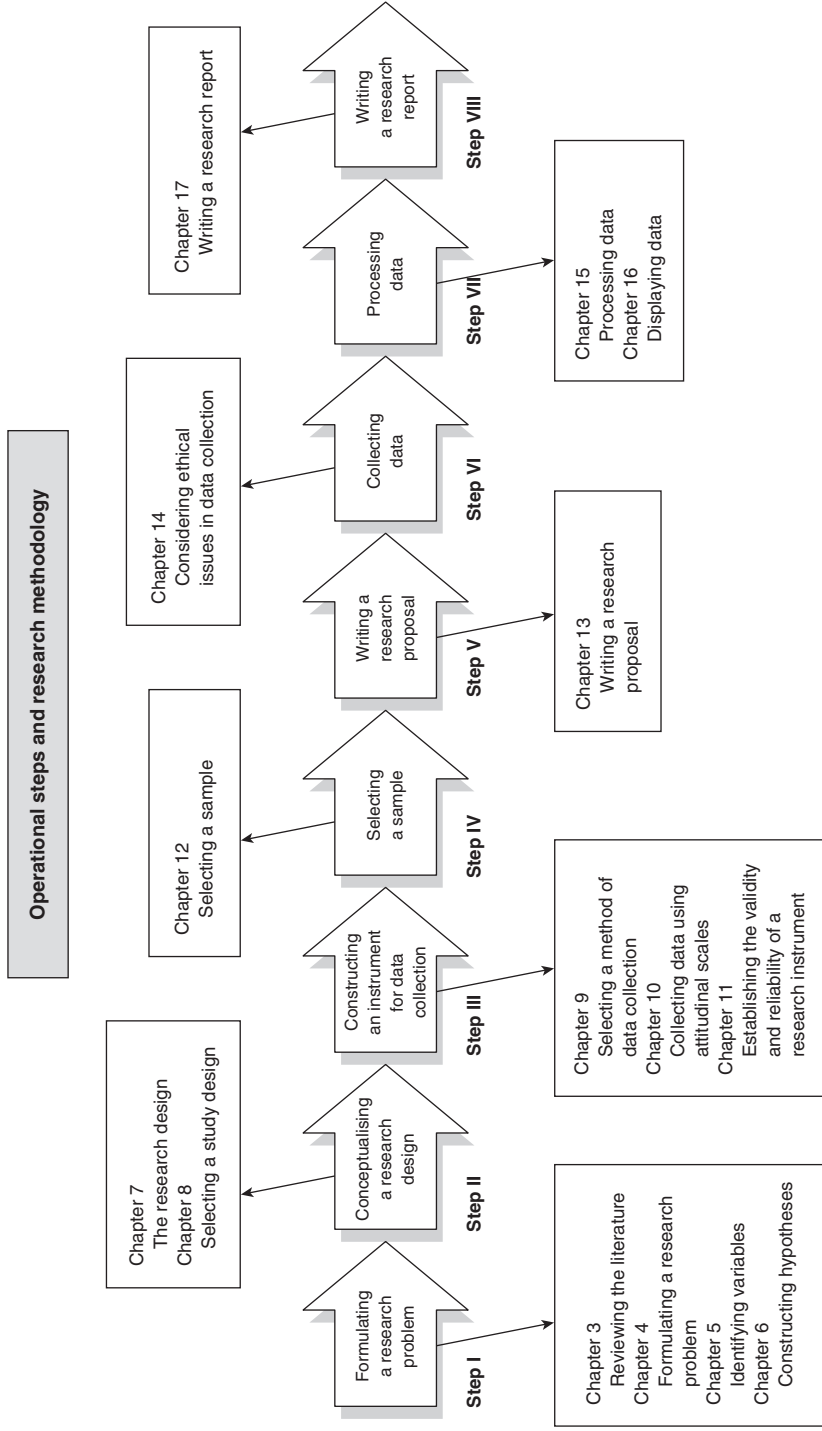 Operational steps and research methodology
Chapter 7
The research design
Chapter 8
Selecting a study design
Chapter 12
Selecting a sample
Chapter 14
Considering ethical
issues in data collection
Chapter 17
Writing a research report
Formulating
a research
problem
Step I
Conceptualising
a research
design
Step II
Constructing
an instrument
for data
collection
Step III
Selecting
a sample
Step IV
Writing a
research
proposal
Step V
Collecting
data
Step VI
Processing
data
Step VII
Writing
a research
report
Step VIII
Chapter 3
Reviewing the literature
Chapter 4
Formulating a research
problem
Chapter 5
Identifying variables
Chapter 6
Constructing hypotheses
Chapter 9
Selecting a method of
data collection
Chapter 10
Collecting data using
attitudinal scales
Chapter 11
Establishing the validity
and reliability of a
research instrument
Chapter 13
Writing a research
proposal
Chapter 15
Processing data
Chapter 16
Displaying data